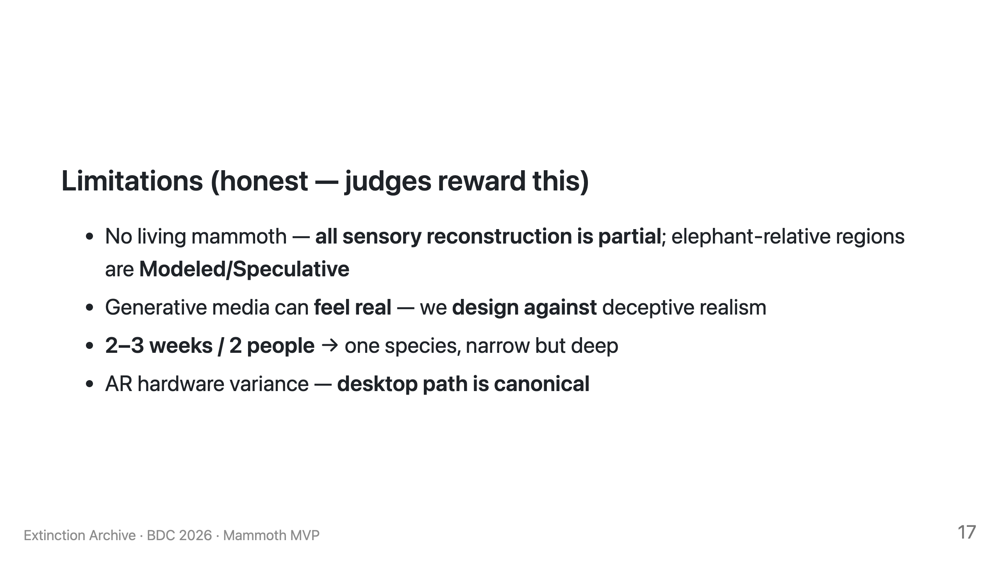 Limitations (honest — judges reward this)
• No living mammoth — all sensory reconstruction is partial; elephant-relative regions
are Modeled/Speculative
• Generative media can feel real — we design against deceptive realism
• 2–3 weeks / 2 people → one species, narrow but deep
• AR hardware variance — desktop path is canonical
Extinction Archive · BDC 2026 · Mammoth MVP
17